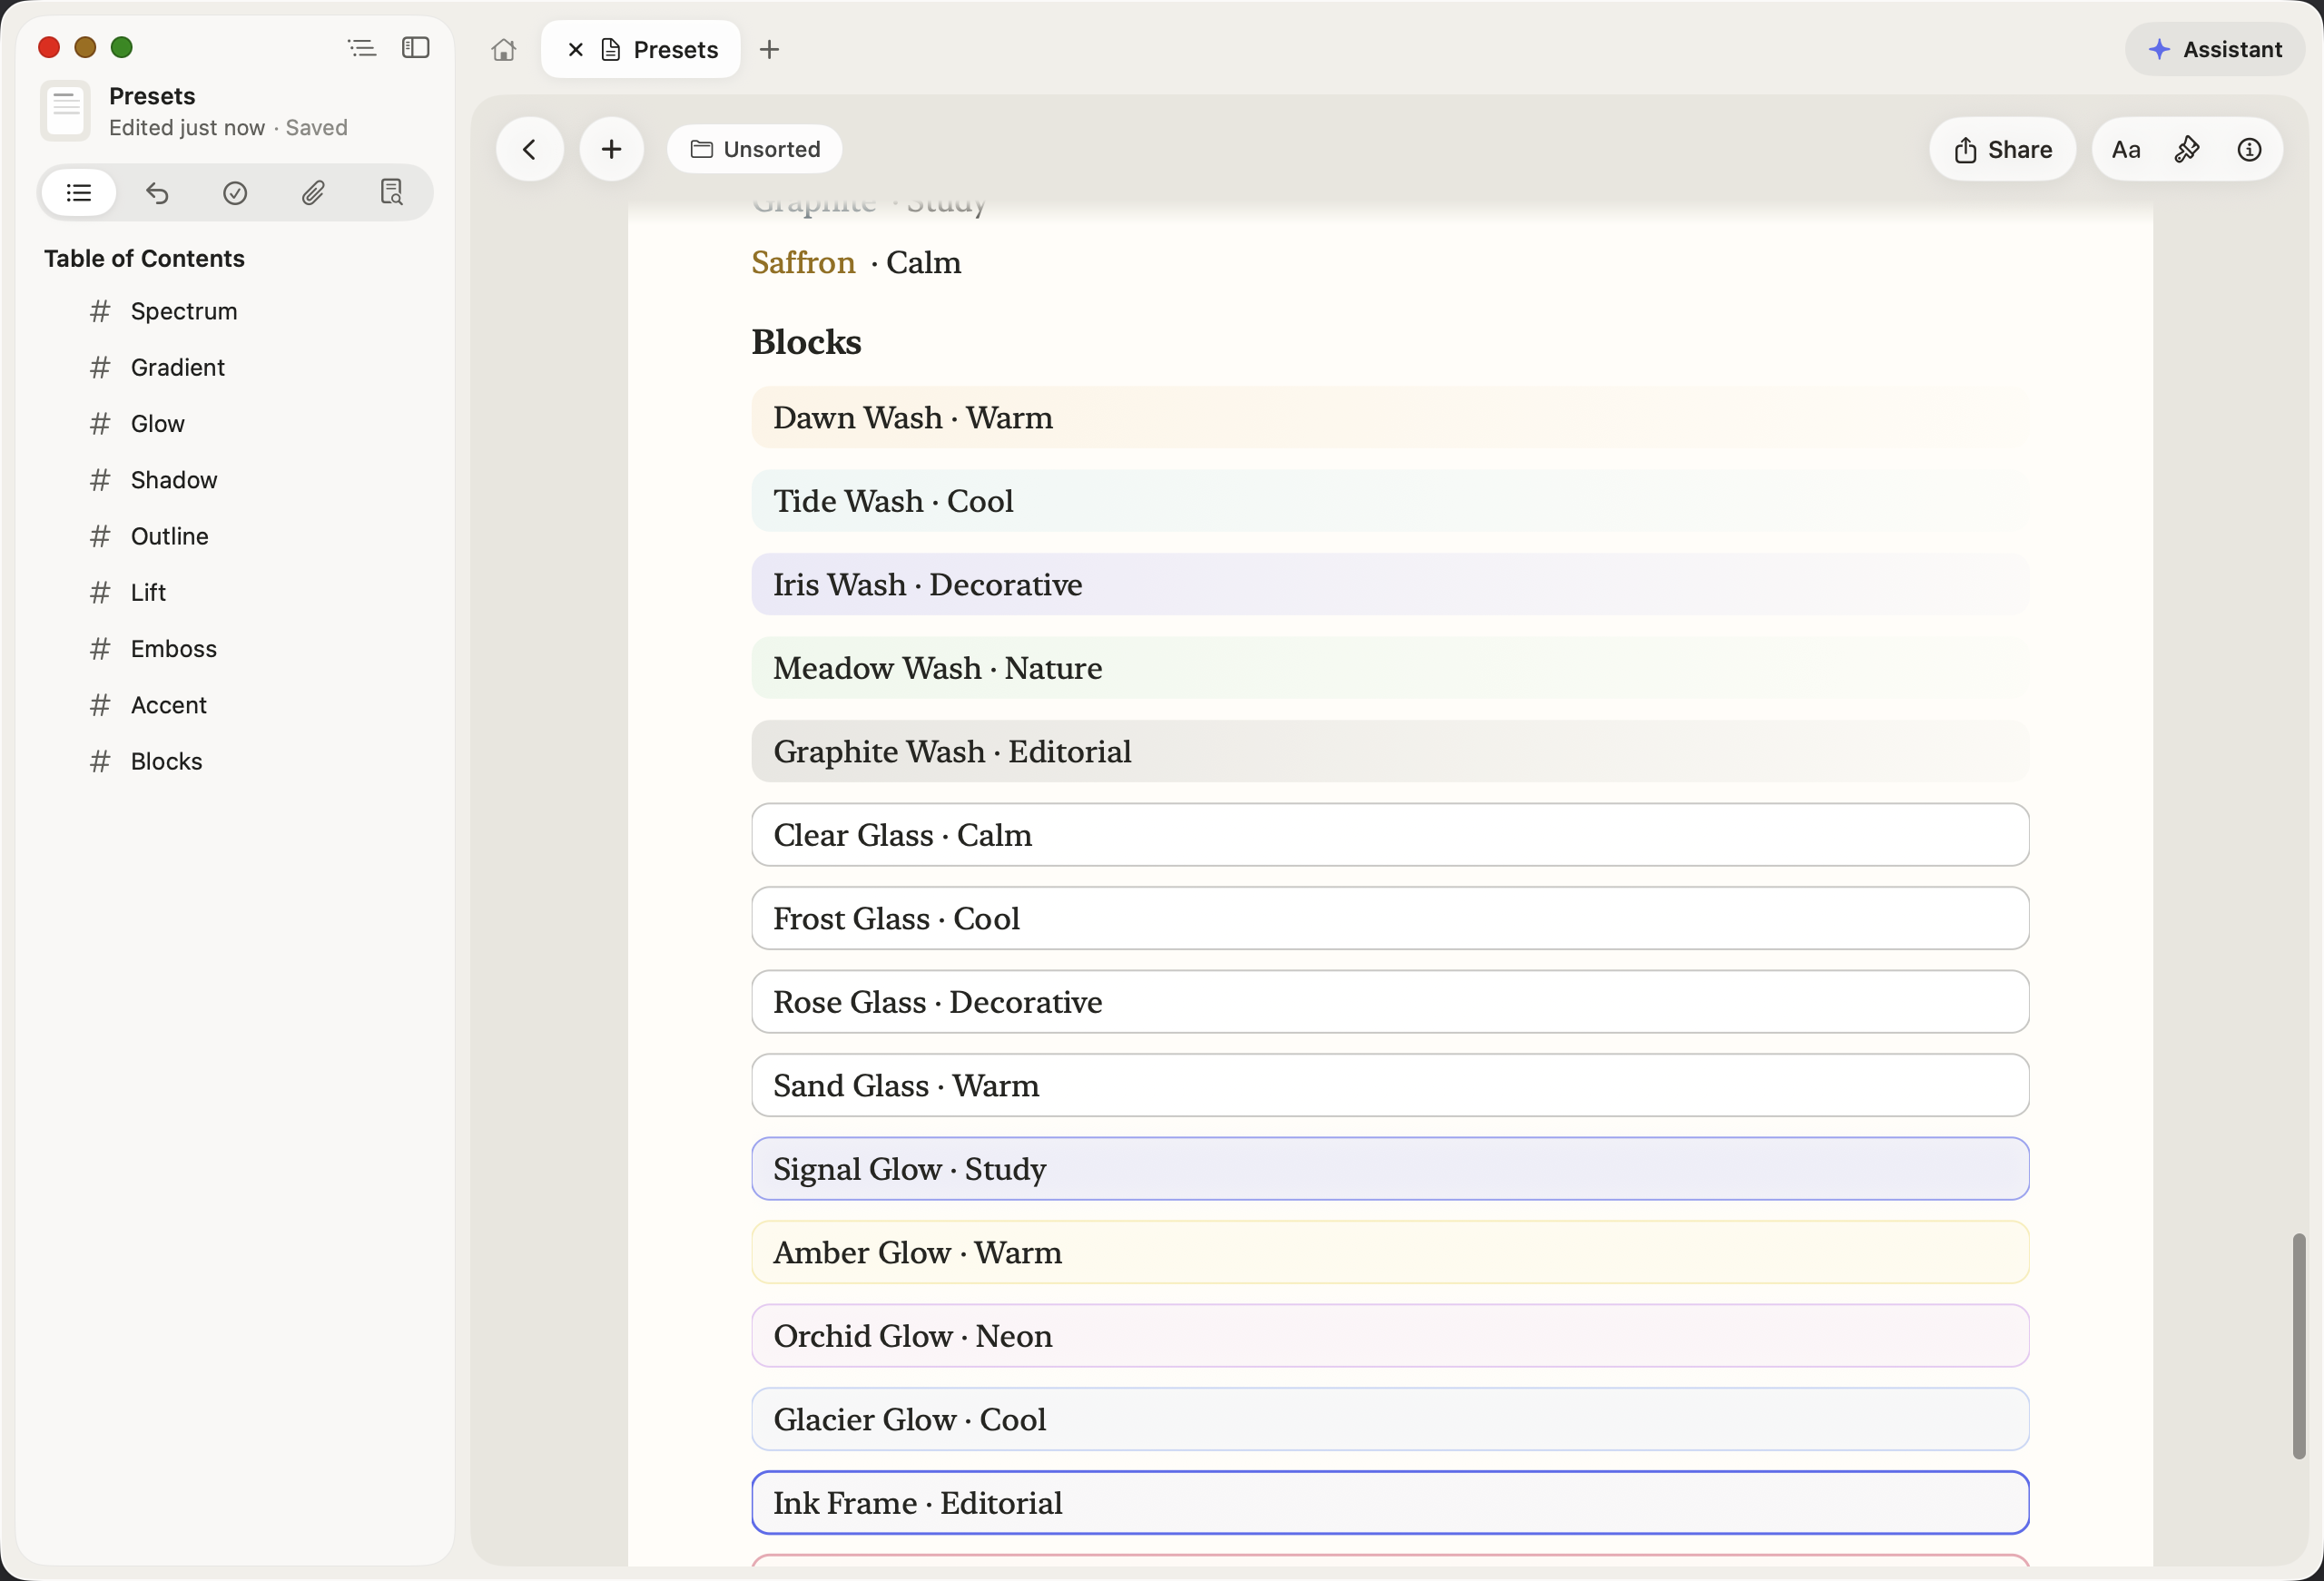 Presets
Edited just now · Saved
Table of Contents
# Spectrum
# Gradient
# Glow
# Shadow
# Outline
# Lift
# Emboss
# Accent
# Blocks
Presets
Assistant
Unsorted
Share
Aa
Graphite · Study
Saffron · Calm
Blocks
Dawn Wash · Warm
Tide Wash · Cool
Iris Wash · Decorative
Meadow Wash · Nature
Graphite Wash · Editorial
Clear Glass · Calm
Frost Glass · Cool
Rose Glass · Decorative
Sand Glass · Warm
Signal Glow · Study
Amber Glow · Warm
Orchid Glow · Neon
Glacier Glow · Cool
Ink Frame · Editorial